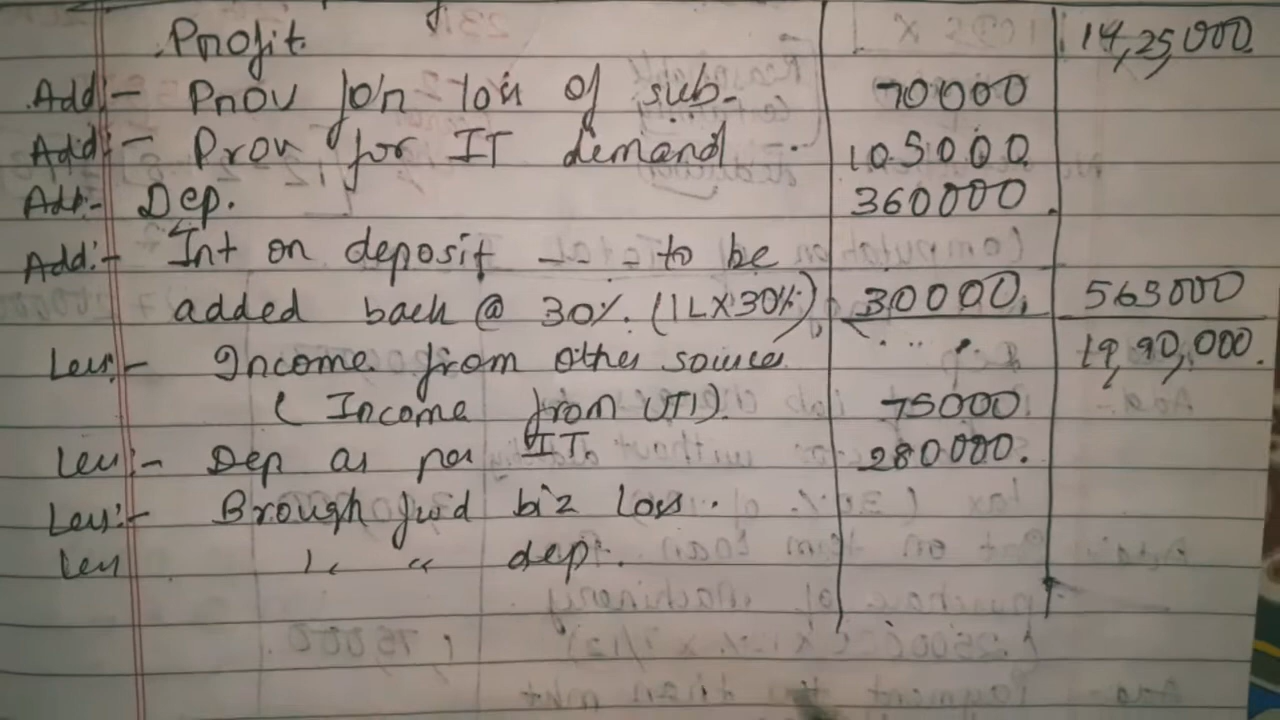 Profit. 14,25,000.
Add:- Prov for loss of sub- 70000
Add:- Prov for IT demand. 105000
Add:- Dep. 360000.
Add:- Int on deposit -- to be
added back @ 30%. (1L×30%) 30000. 565000
19,90,000.
Less:- Income from other source
(Income from UTI). 75000
Less:- Dep as per IT. 280000.
Less:- Brough fwd biz loss.
Less " " dep.